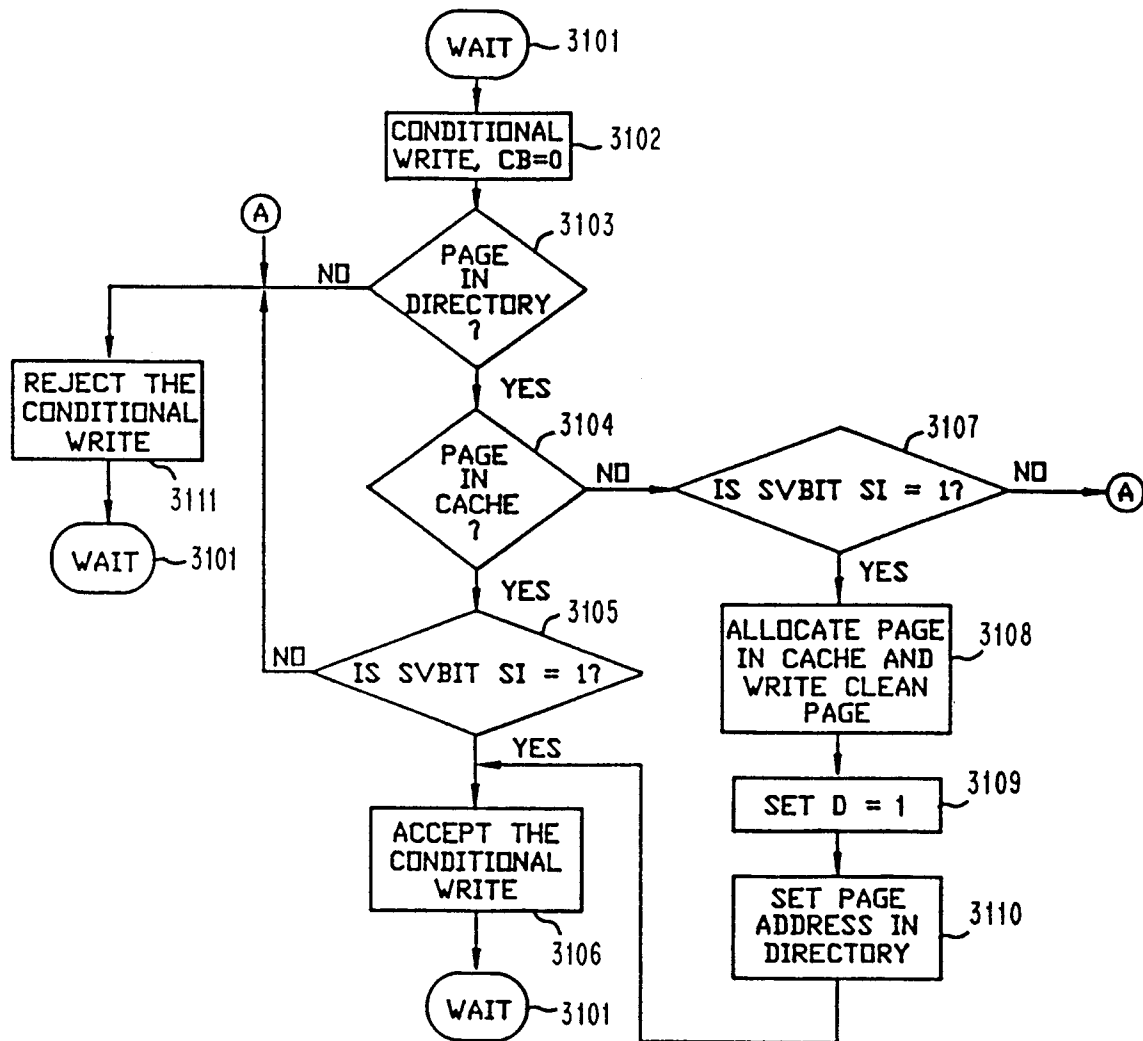 WAIT
3101
CONDITIONAL
WRITE, CB=0
3102
A
3103
PAGE
IN
DIRECTORY
?
NO
YES
REJECT THE
CONDITIONAL
WRITE
3111
WAIT
3101
3104
PAGE
IN
CACHE
?
NO
YES
3107
IS SVBIT SI = 1?
NO
A
YES
3105
IS SVBIT SI = 1?
NO
YES
ALLOCATE PAGE
IN CACHE AND
WRITE CLEAN
PAGE
3108
SET D = 1
3109
SET PAGE
ADDRESS IN
DIRECTORY
3110
ACCEPT THE
CONDITIONAL
WRITE
3106
WAIT
3101